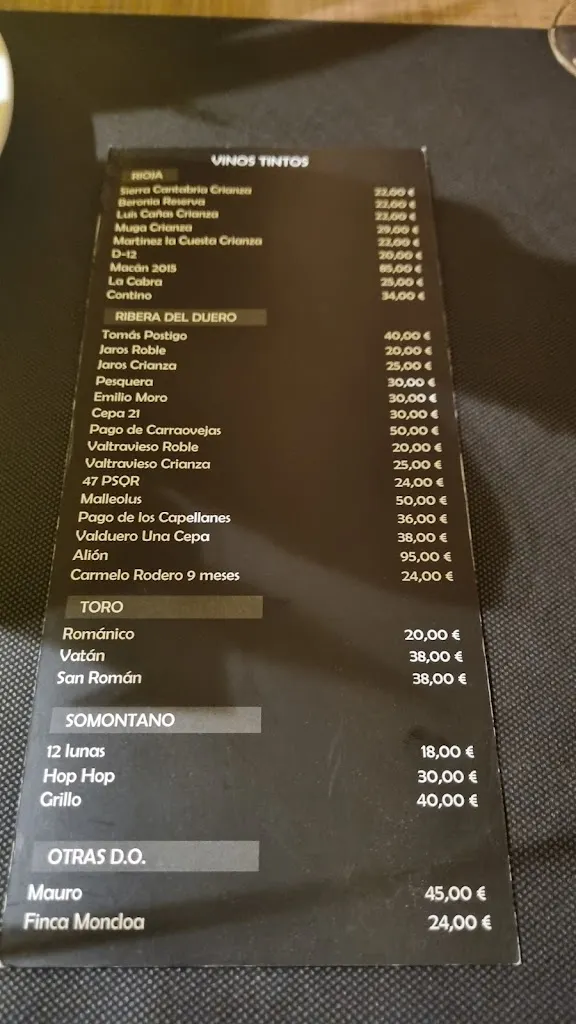 VINOS TINTOS
RIOJA
Sierra Cantabria Crianza 22,00 €
Beronia Reserva 22,00 €
Luis Cañas Crianza 22,00 €
Muga Crianza 29,00 €
Martinez la Cuesta Crianza 22,00 €
D-12 20,00 €
Macán 2015 85,00 €
La Cabra 25,00 €
Contino 34,00 €
RIBERA DEL DUERO
Tomás Postigo 40,00 €
Jaros Roble 20,00 €
Jaros Crianza 25,00 €
Pesquera 30,00 €
Emilio Moro 30,00 €
Cepa 21 30,00 €
Pago de Carraovejas 50,00 €
Valtravieso Roble 20,00 €
Valtravieso Crianza 25,00 €
47 PSQR 24,00 €
Malleolus 50,00 €
Pago de los Capellanes 36,00 €
Valduero Una Cepa 38,00 €
Alión 95,00 €
Carmelo Rodero 9 meses 24,00 €
TORO
Románico 20,00 €
Vatán 38,00 €
San Román 38,00 €
SOMONTANO
12 lunas 18,00 €
Hop Hop 30,00 €
Grillo 40,00 €
OTRAS D.O.
Mauro 45,00 €
Finca Moncloa 24,00 €